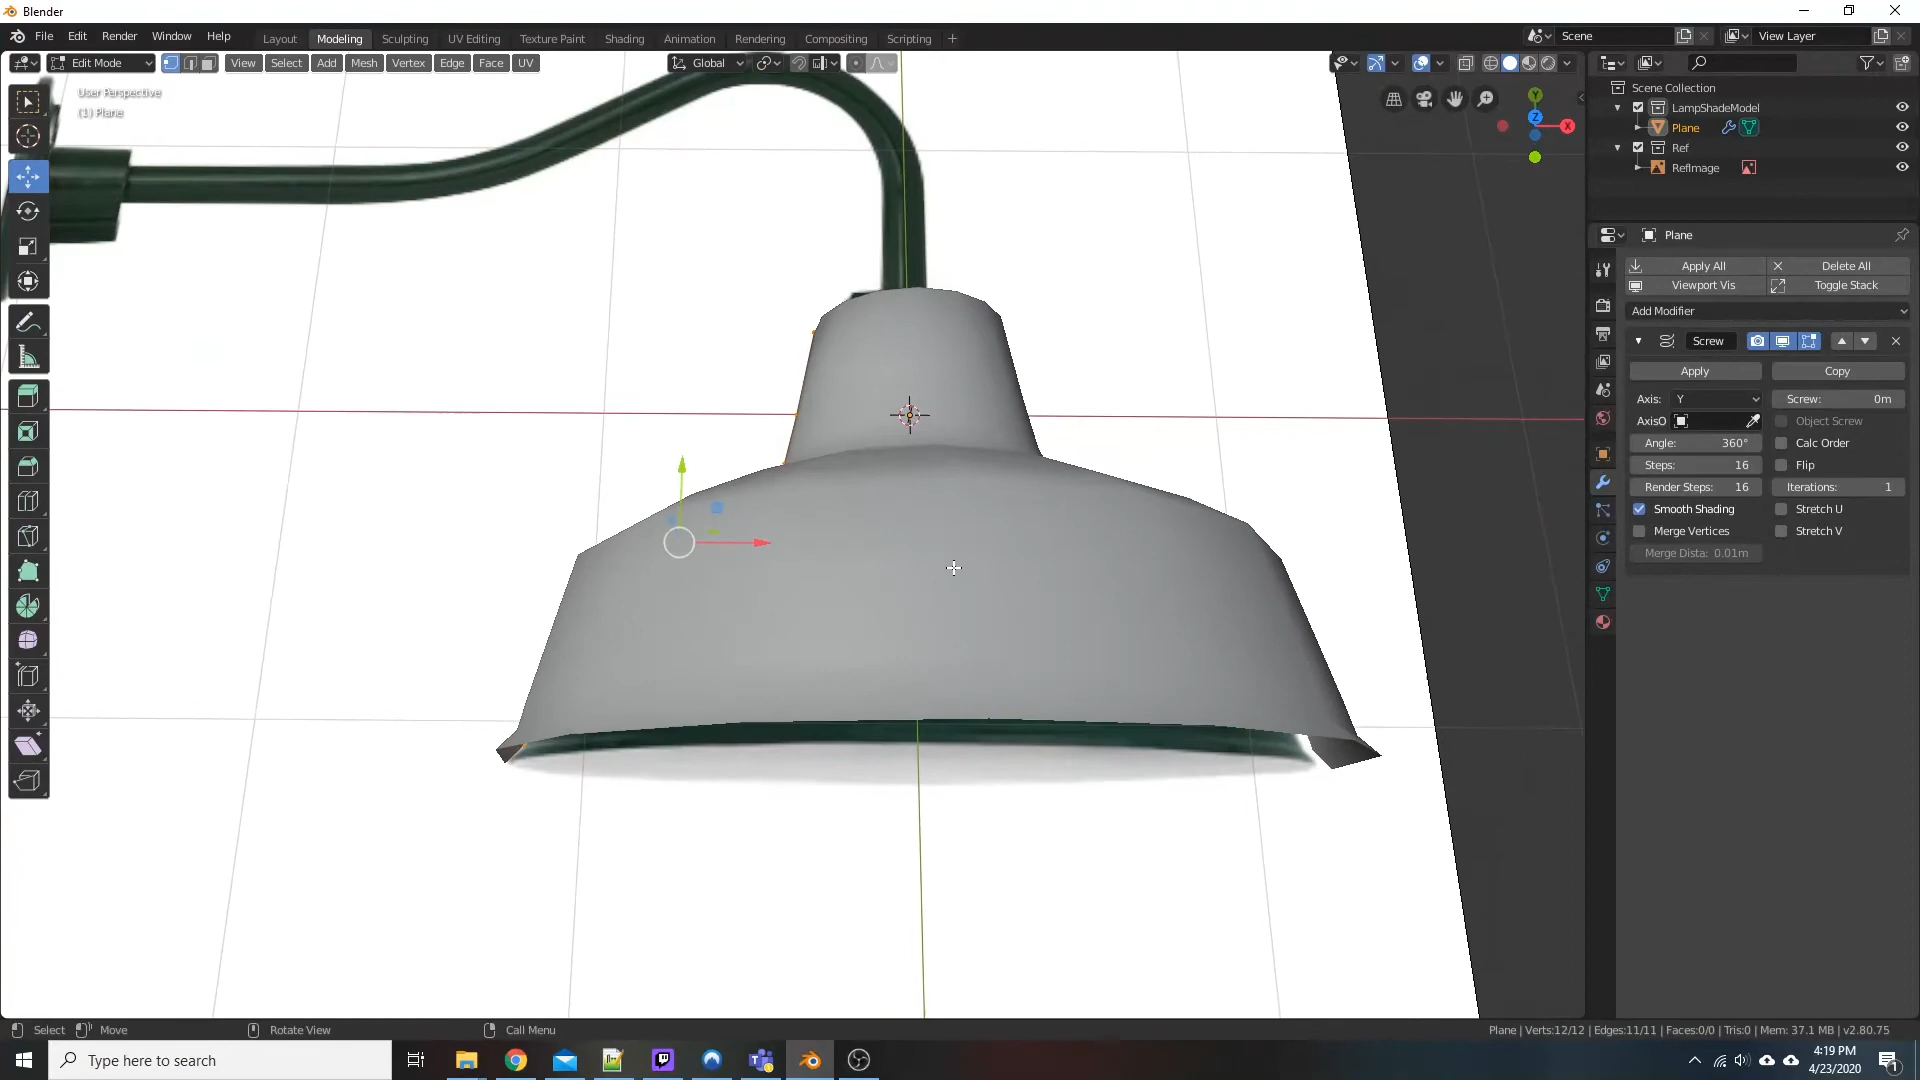 Blender
File Edit Render Window Help
Layout Modeling Sculpting UV Editing Texture Paint Shading Animation Rendering Compositing Scripting +
Scene
View Layer
Edit Mode
View Select Add Mesh Vertex Edge Face UV
Global
User Perspective
(1) Plane
Y
Z
X
Scene Collection
LampShadeModel
Plane
Ref
RefImage
Plane
Apply All
Delete All
Viewport Vis
Toggle Stack
Add Modifier
Screw
Apply
Copy
Axis: Y
Screw: 0m
AxisO
Object Screw
Angle: 360°
Calc Order
Steps: 16
Flip
Render Steps: 16
Iterations: 1
Smooth Shading
Stretch U
Merge Vertices
Stretch V
Merge Dista: 0.01m
Select Move Rotate View Call Menu
Plane | Verts:12/12 | Edges:11/11 | Faces:0/0 | Tris:0 | Mem: 37.1 MB | v2.80.75
Type here to search
4:19 PM
4/23/2020
1